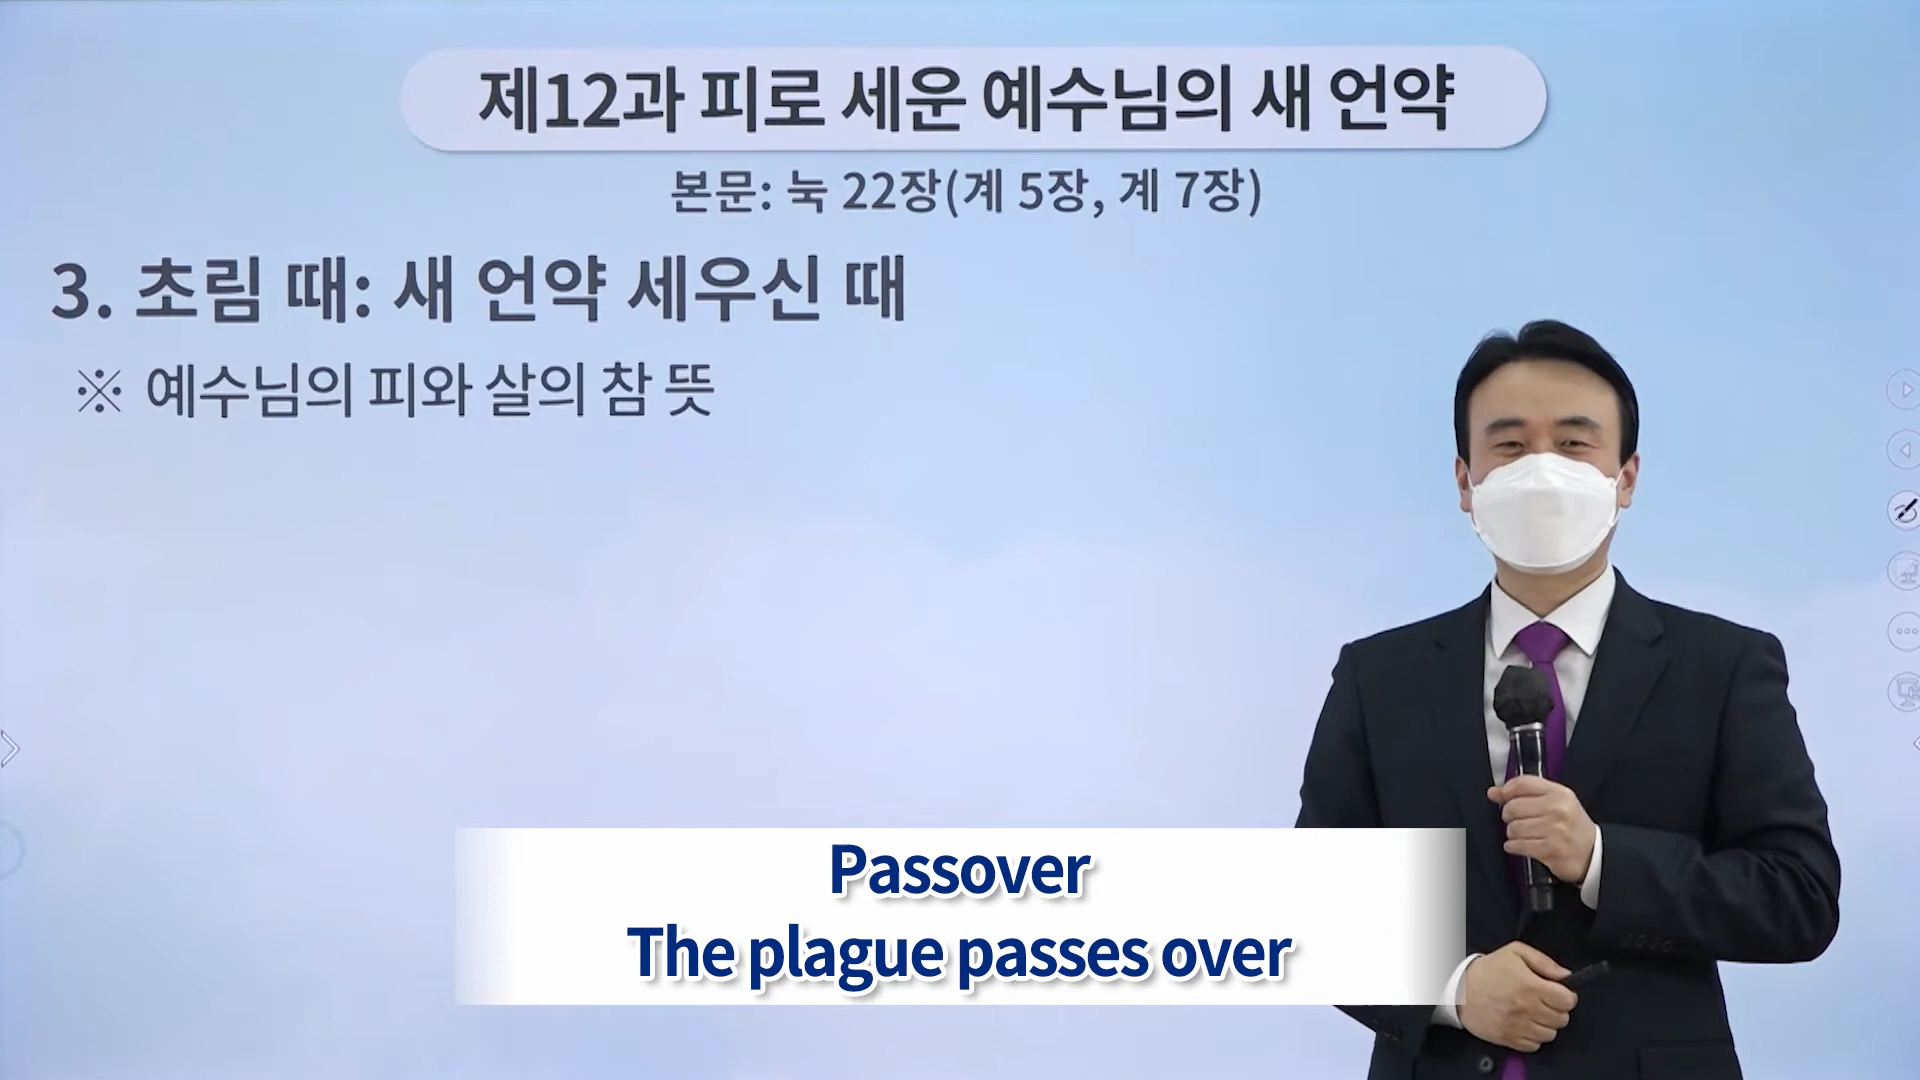 제12과 피로 세운 예수님의 새 언약
본문: 눅 22장(계 5장, 계 7장)
3. 초림 때: 새 언약 세우신 때
※ 예수님의 피와 살의 참 뜻
Passover
The plague passes over